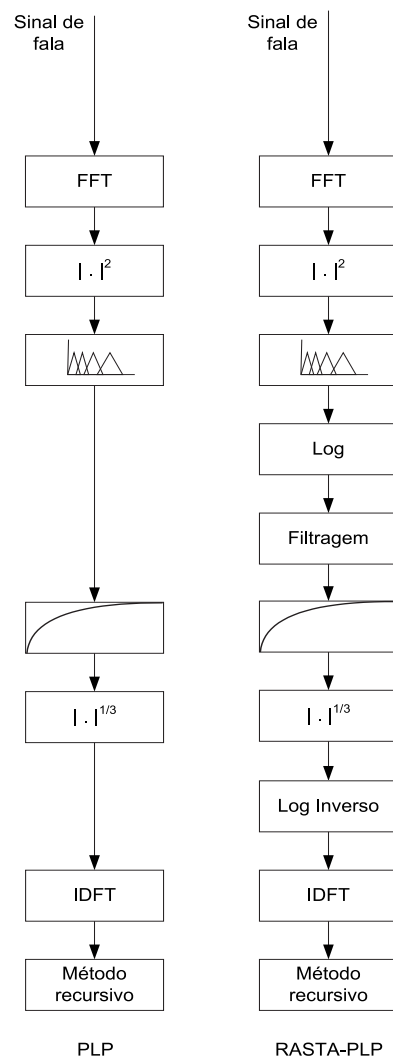 Sinal de
fala
FFT
| . |²
| . |^{1/3}
IDFT
Método
recursivo
PLP
Sinal de
fala
FFT
| . |²
Log
Filtragem
| . |^{1/3}
Log Inverso
IDFT
Método
recursivo
RASTA-PLP